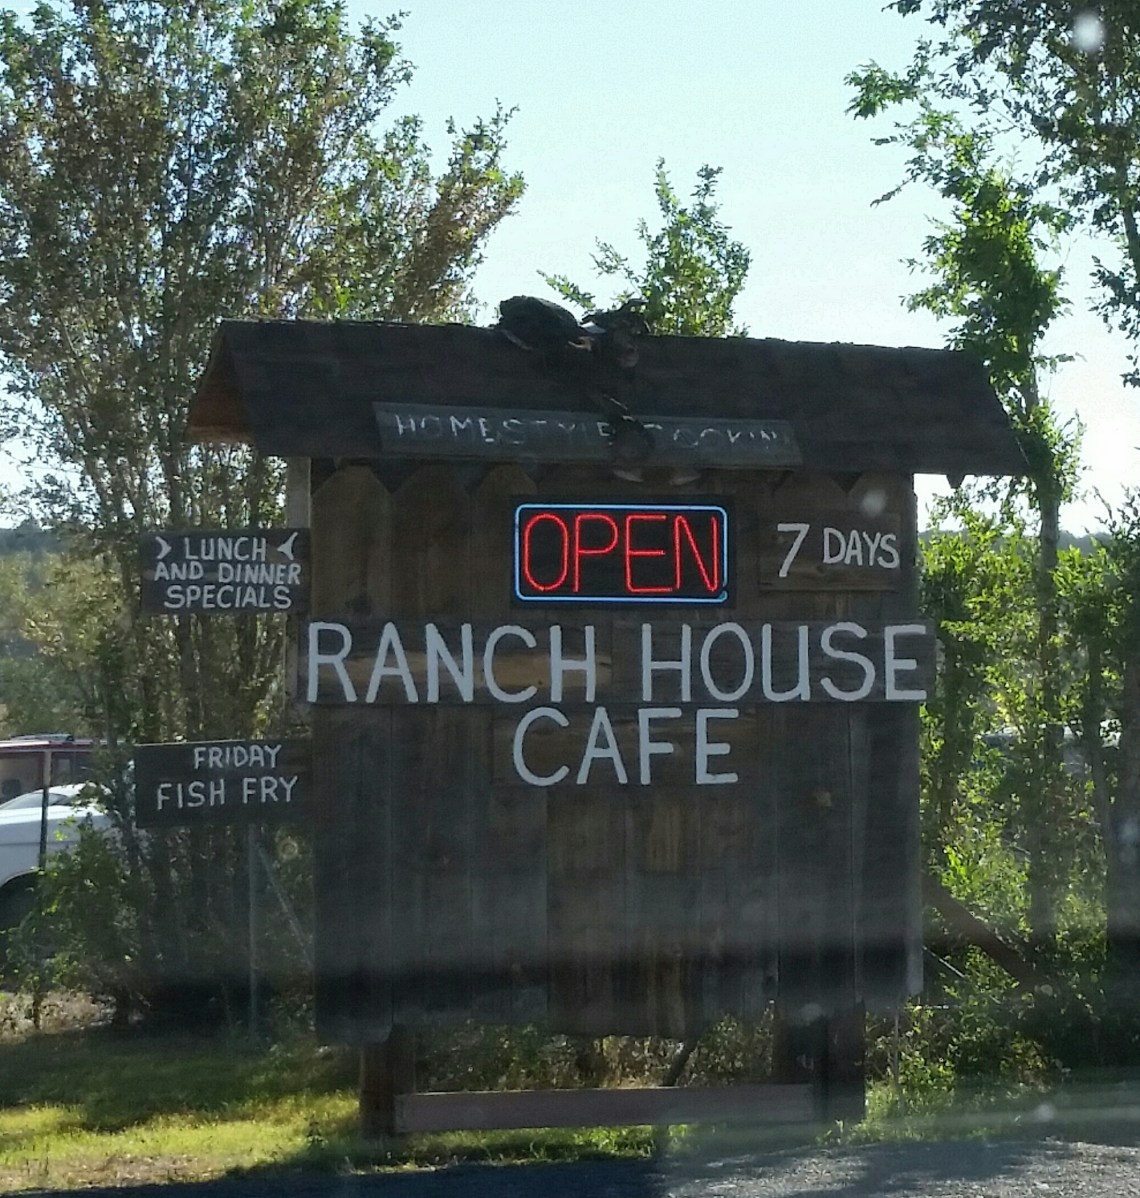 HOMESTYLE COOKIN
OPEN
7 DAYS
> LUNCH <
AND DINNER
SPECIALS
RANCH HOUSE
CAFE
FRIDAY
FISH FRY